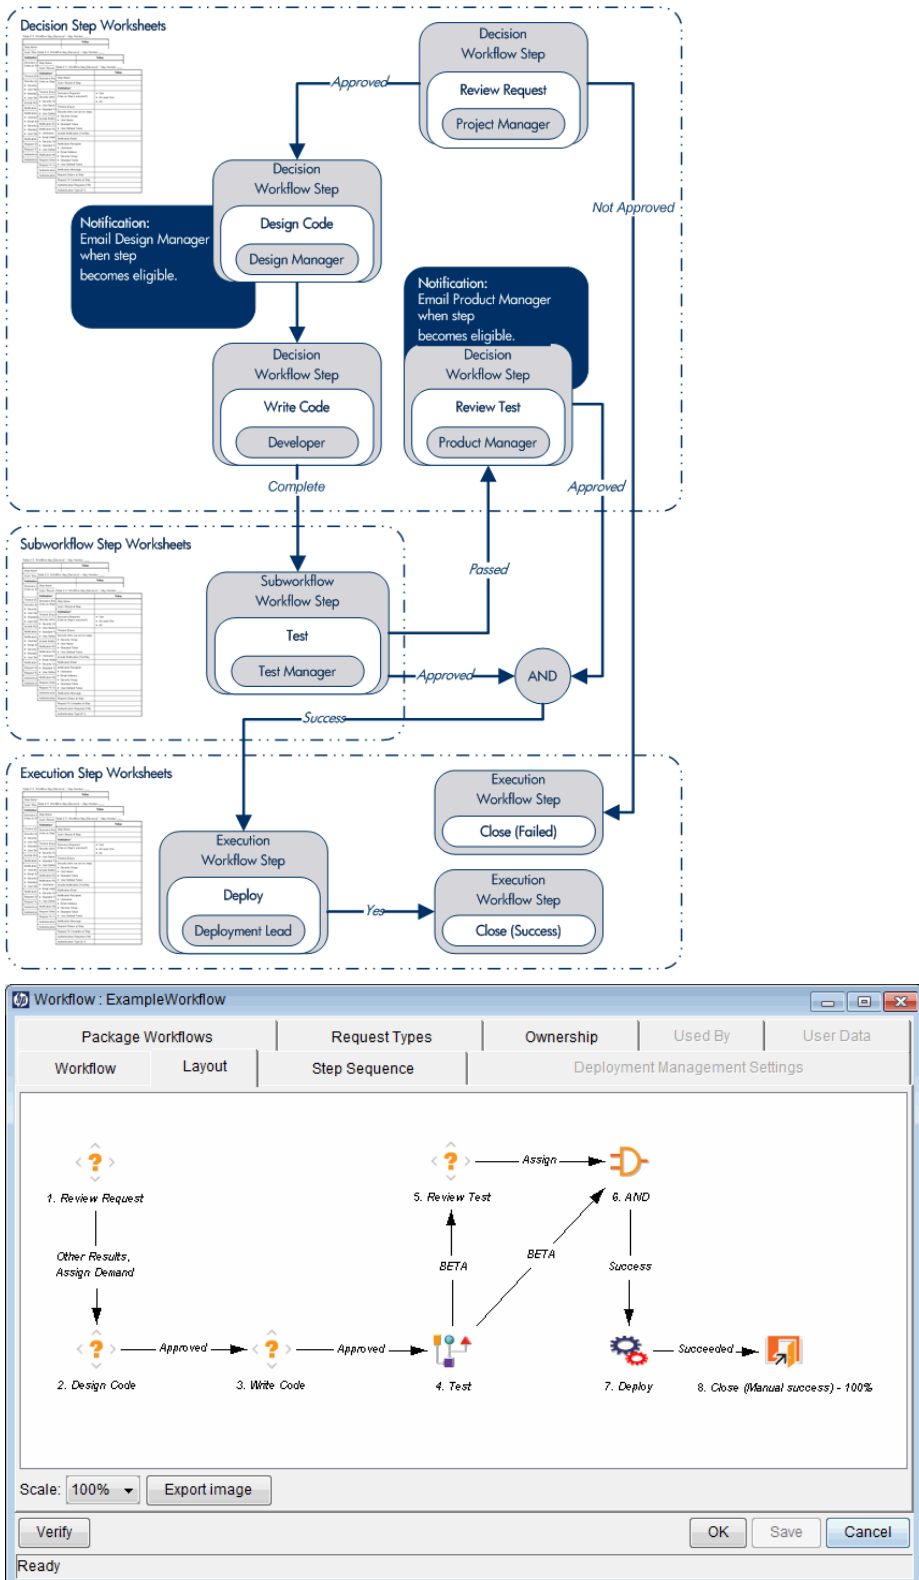 Decision Step Worksheets
Decision
Workflow Step
Review Request
Project Manager
Approved
Not Approved
Decision
Workflow Step
Design Code
Design Manager
Notification:
Email Design Manager
when step
becomes eligible.
Notification:
Email Product Manager
when step
becomes eligible.
Decision
Workflow Step
Write Code
Developer
Decision
Workflow Step
Review Test
Product Manager
Complete
Approved
Subworkflow Step Worksheets
Passed
Subworkflow
Workflow Step
Test
Test Manager
Approved
AND
Success
Execution Step Worksheets
Execution
Workflow Step
Close (Failed)
Execution
Workflow Step
Deploy
Deployment Lead
Yes
Execution
Workflow Step
Close (Success)
Workflow : ExampleWorkflow
Package Workflows
Request Types
Ownership
Used By
User Data
Workflow
Layout
Step Sequence
Deployment Management Settings
Assign
1. Review Request
5. Review Test
6. AND
Other Results,
Assign Demand
BETA
BETA
Success
Approved
Approved
Succeeded
2. Design Code
3. Write Code
4. Test
7. Deploy
8. Close (Manual success) - 100%
Scale:
100%
Export image
Verify
OK
Save
Cancel
Ready